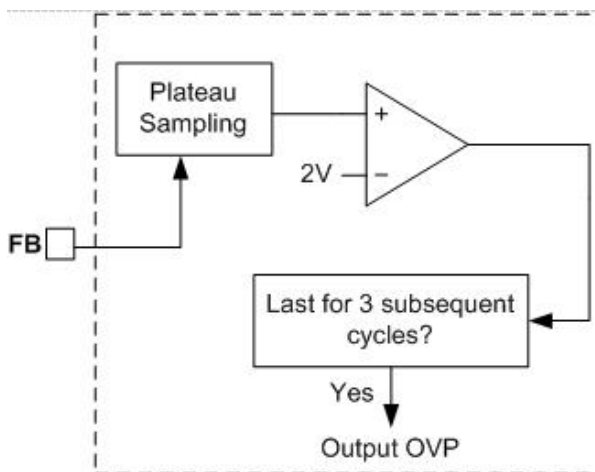 Plateau
Sampling
+
2V
−
FB
Last for 3 subsequent
cycles?
Yes
Output OVP